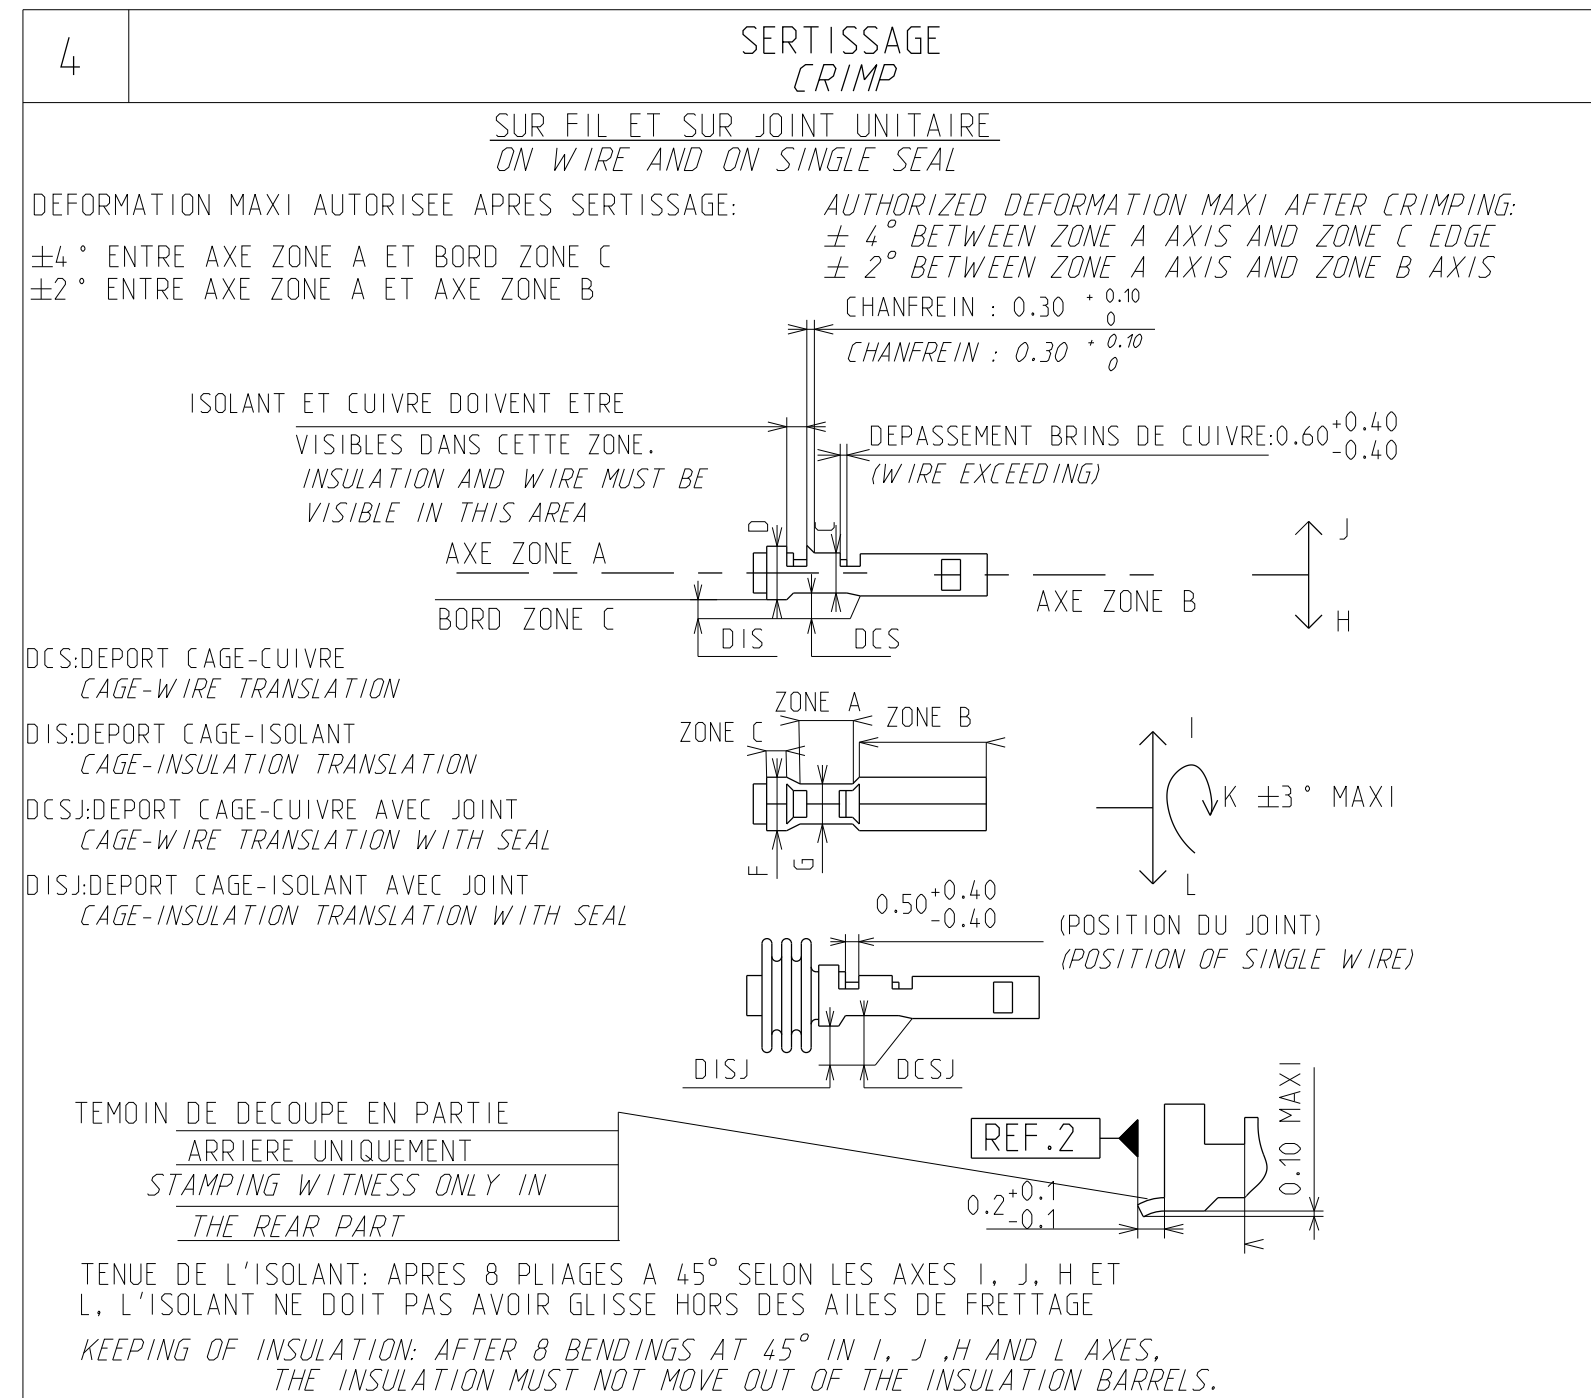 4
SERTISSAGE
CRIMP
SUR FIL ET SUR JOINT UNITAIRE
ON WIRE AND ON SINGLE SEAL
DEFORMATION MAXI AUTORISEE APRES SERTISSAGE:
±4° ENTRE AXE ZONE A ET BORD ZONE C
±2° ENTRE AXE ZONE A ET AXE ZONE B
AUTHORIZED DEFORMATION MAXI AFTER CRIMPING:
± 4° BETWEEN ZONE A AXIS AND ZONE C EDGE
± 2° BETWEEN ZONE A AXIS AND ZONE B AXIS
CHANFREIN : 0.30 + 0.10
0
CHANFREIN : 0.30 + 0.10
0
ISOLANT ET CUIVRE DOIVENT ETRE
VISIBLES DANS CETTE ZONE.
INSULATION AND WIRE MUST BE
VISIBLE IN THIS AREA
DEPASSEMENT BRINS DE CUIVRE:0.60 +0.40
-0.40
(WIRE EXCEEDING)
D
C
J
AXE ZONE A
BORD ZONE C
AXE ZONE B
H
DIS
DCS
DCS:DEPORT CAGE-CUIVRE
CAGE-WIRE TRANSLATION
DIS:DEPORT CAGE-ISOLANT
CAGE-INSULATION TRANSLATION
DCSJ:DEPORT CAGE-CUIVRE AVEC JOINT
CAGE-WIRE TRANSLATION WITH SEAL
DISJ:DEPORT CAGE-ISOLANT AVEC JOINT
CAGE-INSULATION TRANSLATION WITH SEAL
ZONE A
ZONE C
ZONE B
I
K ±3° MAXI
L
F
G
0.50 +0.40
-0.40
(POSITION DU JOINT)
(POSITION OF SINGLE WIRE)
DISJ
DCSJ
TEMOIN DE DECOUPE EN PARTIE
ARRIERE UNIQUEMENT
STAMPING WITNESS ONLY IN
THE REAR PART
REF.2
0.2 +0.1
-0.1
0.10 MAXI
TENUE DE L'ISOLANT: APRES 8 PLIAGES A 45° SELON LES AXES I, J, H ET
L, L'ISOLANT NE DOIT PAS AVOIR GLISSE HORS DES AILES DE FRETTAGE
KEEPING OF INSULATION: AFTER 8 BENDINGS AT 45° IN I, J ,H AND L AXES,
THE INSULATION MUST NOT MOVE OUT OF THE INSULATION BARRELS.